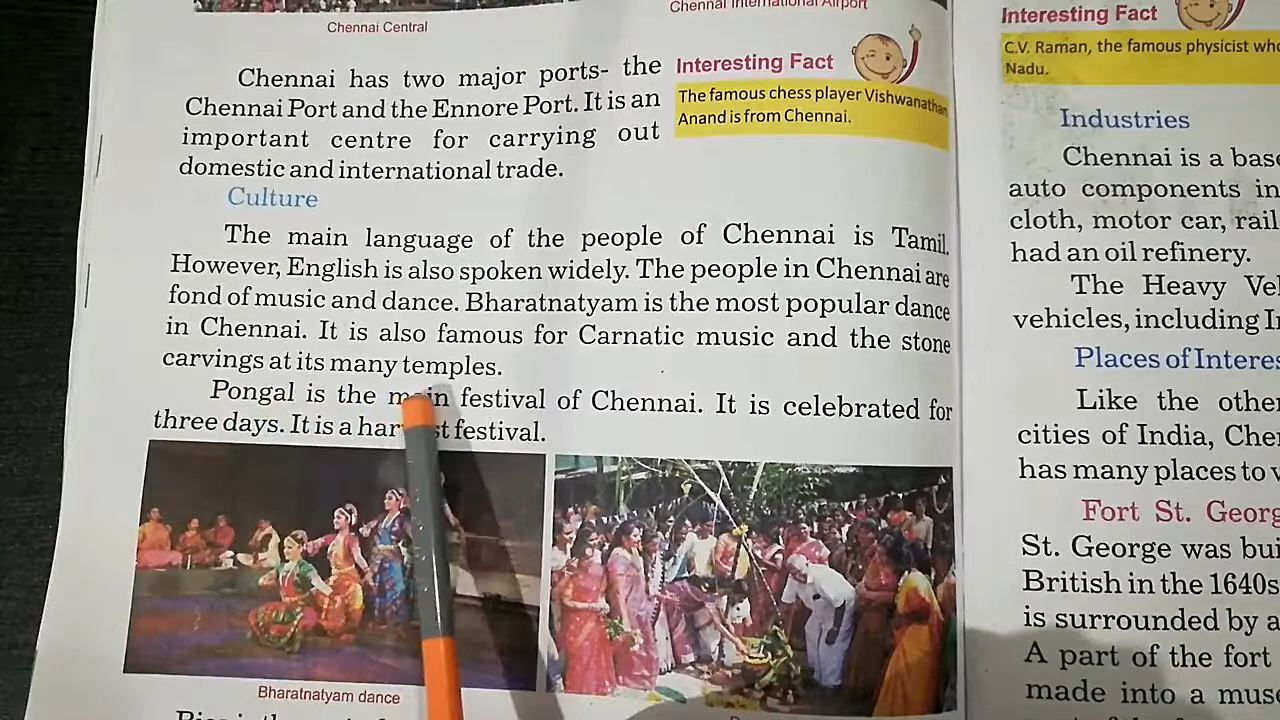 Chennai Central
Chennai International Airport
Chennai has two major ports- the
Chennai Port and the Ennore Port. It is an
important centre for carrying out
domestic and international trade.
Interesting Fact
The famous chess player Vishwanathan
Anand is from Chennai.
Culture
The main language of the people of Chennai is Tamil.
However, English is also spoken widely. The people in Chennai are
fond of music and dance. Bharatnatyam is the most popular dance
in Chennai. It is also famous for Carnatic music and the stone
carvings at its many temples.
Pongal is the main festival of Chennai. It is celebrated for
three days. It is a harvest festival.
Bharatnatyam dance
Interesting Fact
C.V. Raman, the famous physicist who
Nadu.
Industries
Chennai is a base
auto components in
cloth, motor car, rail
had an oil refinery.
The Heavy
vehicles, including
Places of
Like the other
cities of India,
has many places to
Fort St.
St. George was
British in the 1640s
is surrounded by a
A part of the fort
made into a